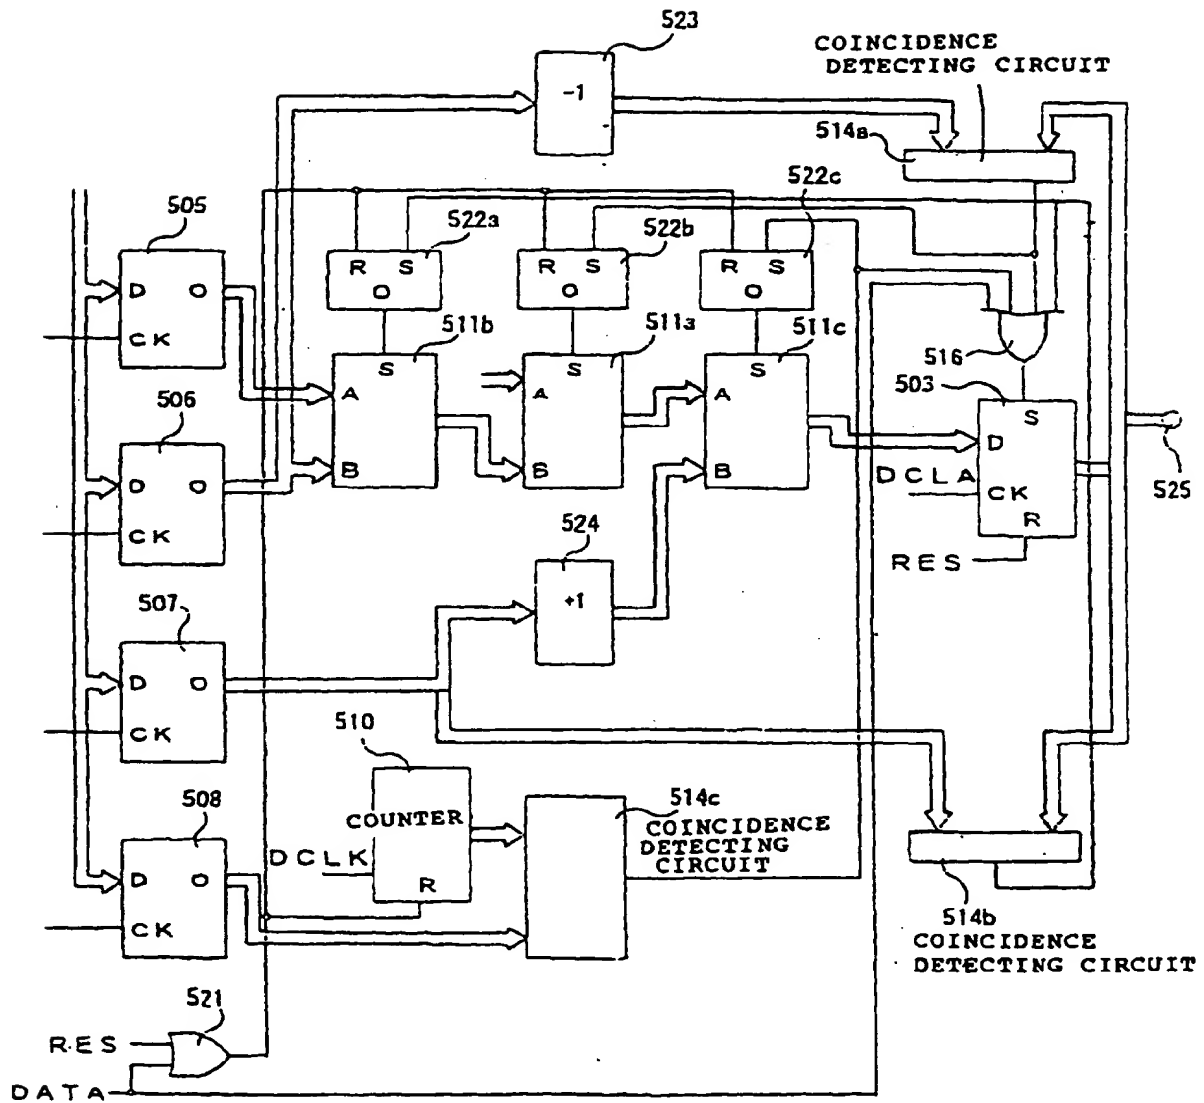 523
-1
COINCIDENCE
DETECTING CIRCUIT
514a
505
D O
CK
522a
R S
O
522b
R S
O
522c
R S
O
511b
S
A
B
511a
S
A
B
511c
S
A
B
516
503
S
D
CK
R
DCLA
RES
525
506
D O
CK
524
+1
507
D O
CK
510
COUNTER
DCLK
R
514c
COINCIDENCE
DETECTING
CIRCUIT
508
D O
CK
514b
COINCIDENCE
DETECTING CIRCUIT
521
RES
DATA